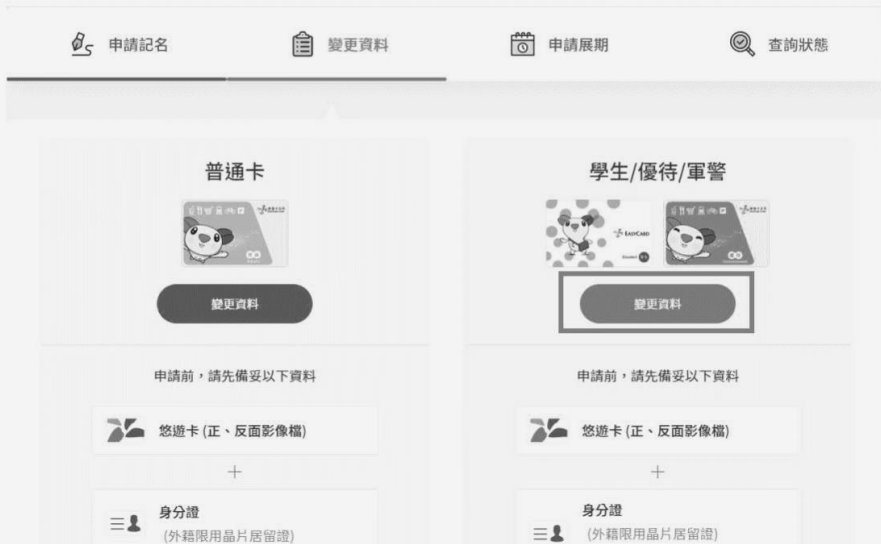 申請記名
變更資料
申請展期
查詢狀態
普通卡
變更資料
申請前，請先備妥以下資料
悠遊卡 (正、反面影像檔)
+
身分證
(外籍限用晶片居留證)
學生/優待/軍警
EASYCARD
變更資料
申請前，請先備妥以下資料
悠遊卡 (正、反面影像檔)
+
身分證
(外籍限用晶片居留證)